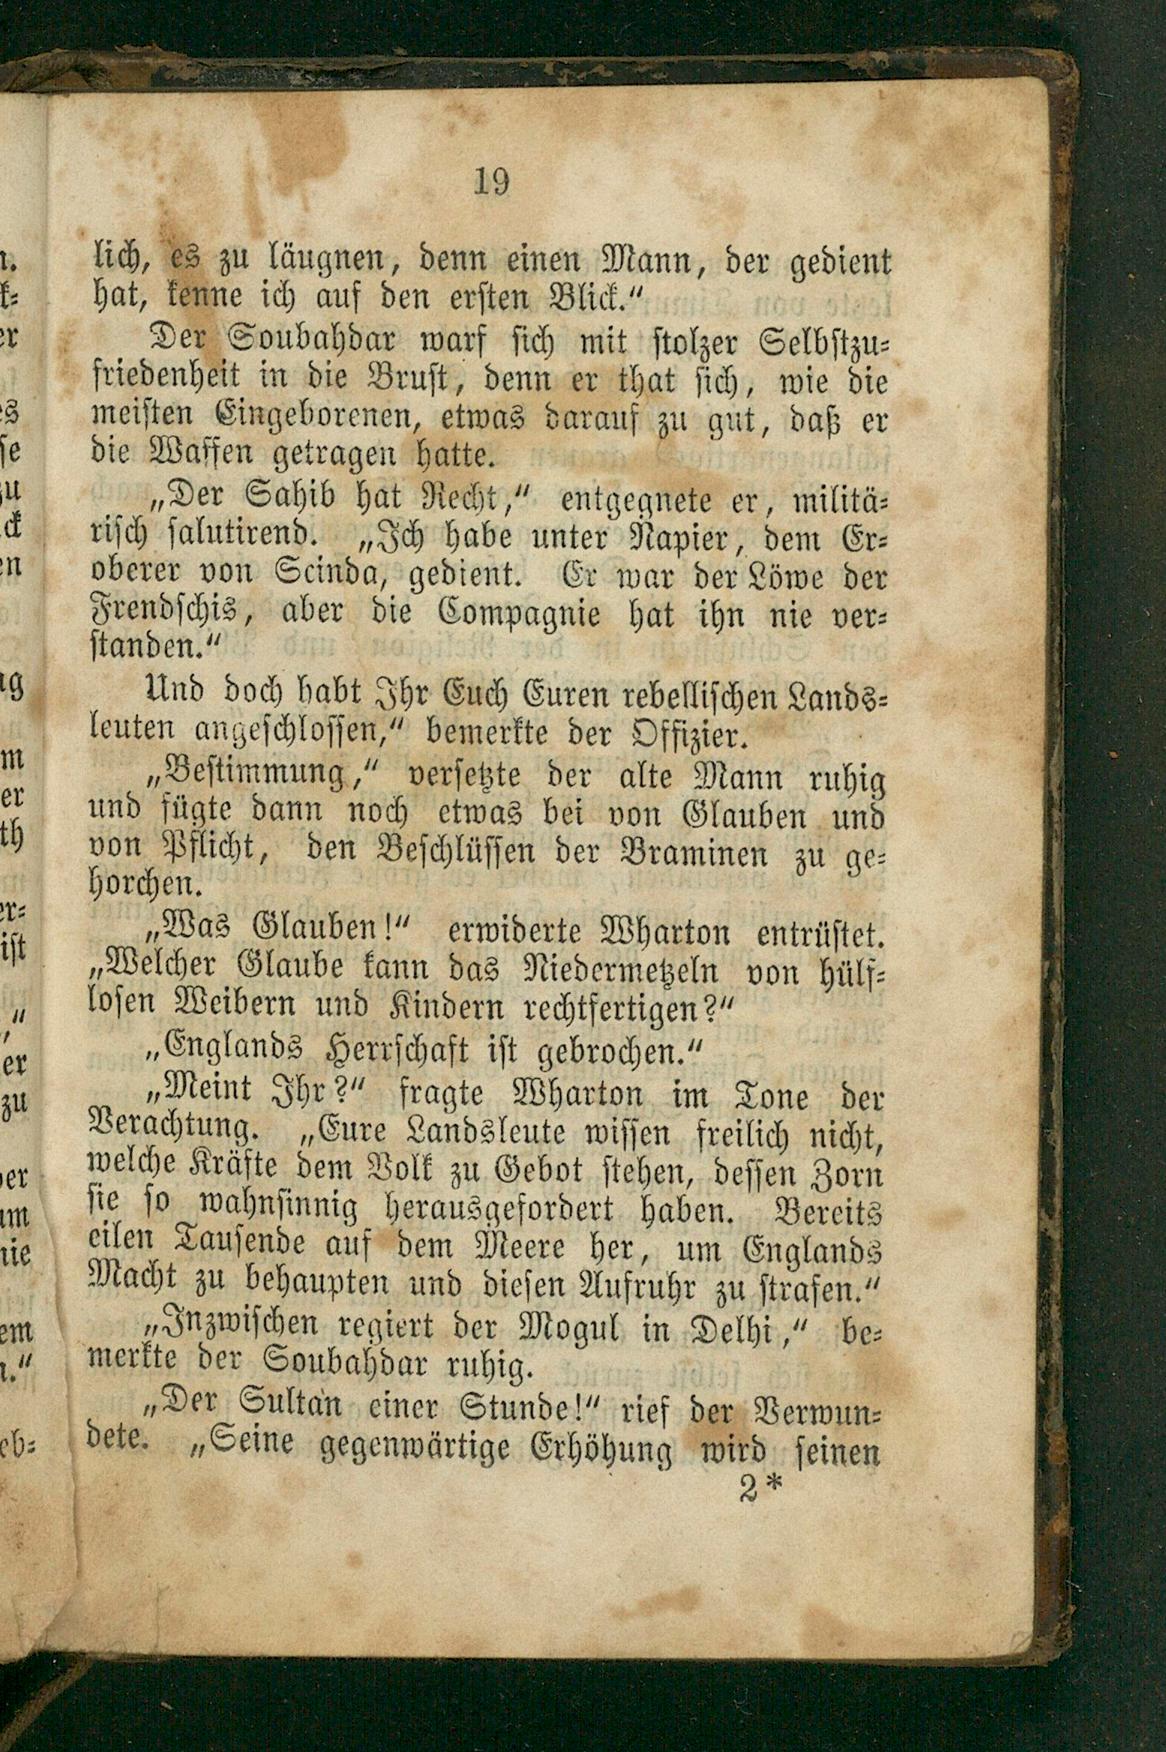 19
lich, es zu läugnen, denn einen Mann, der gedient
hat, kenne ich auf den ersten Blick.“
Der Soubahdar warf sich mit stolzer Selbstzu-
friedenheit in die Brust, denn er that sich, wie die
meisten Eingeborenen, etwas darauf zu gut, daß er
die Waffen getragen hatte.
„Der Sahib hat Recht,“ entgegnete er, militä-
risch salutirend. „Ich habe unter Napier, dem Er-
oberer von Scinda, gedient. Er war der Löwe der
Frendschis, aber die Compagnie hat ihn nie ver-
standen.“
Und doch habt Ihr Euch Euren rebellischen Lands-
leuten angeschlossen,“ bemerkte der Offizier.
„Bestimmung,“ versetzte der alte Mann ruhig
und fügte dann noch etwas bei von Glauben und
von Pflicht, den Beschlüssen der Braminen zu ge-
horchen.
„Was Glauben!“ erwiderte Wharton entrüstet.
„Welcher Glaube kann das Niedermetzeln von hülf-
losen Weibern und Kindern rechtfertigen?“
„Englands Herrschaft ist gebrochen.“
„Meint Ihr?“ fragte Wharton im Tone der
Verachtung. „Eure Landsleute wissen freilich nicht,
welche Kräfte dem Volk zu Gebot stehen, dessen Zorn
sie so wahnsinnig herausgefordert haben. Bereits
eilen Tausende auf dem Meere her, um Englands
Macht zu behaupten und diesen Aufruhr zu strafen.“
„Inzwischen regiert der Mogul in Delhi,“ be-
merkte der Soubahdar ruhig.
„Der Sultan einer Stunde!“ rief der Verwun-
dete. „Seine gegenwärtige Erhöhung wird seinen
2*